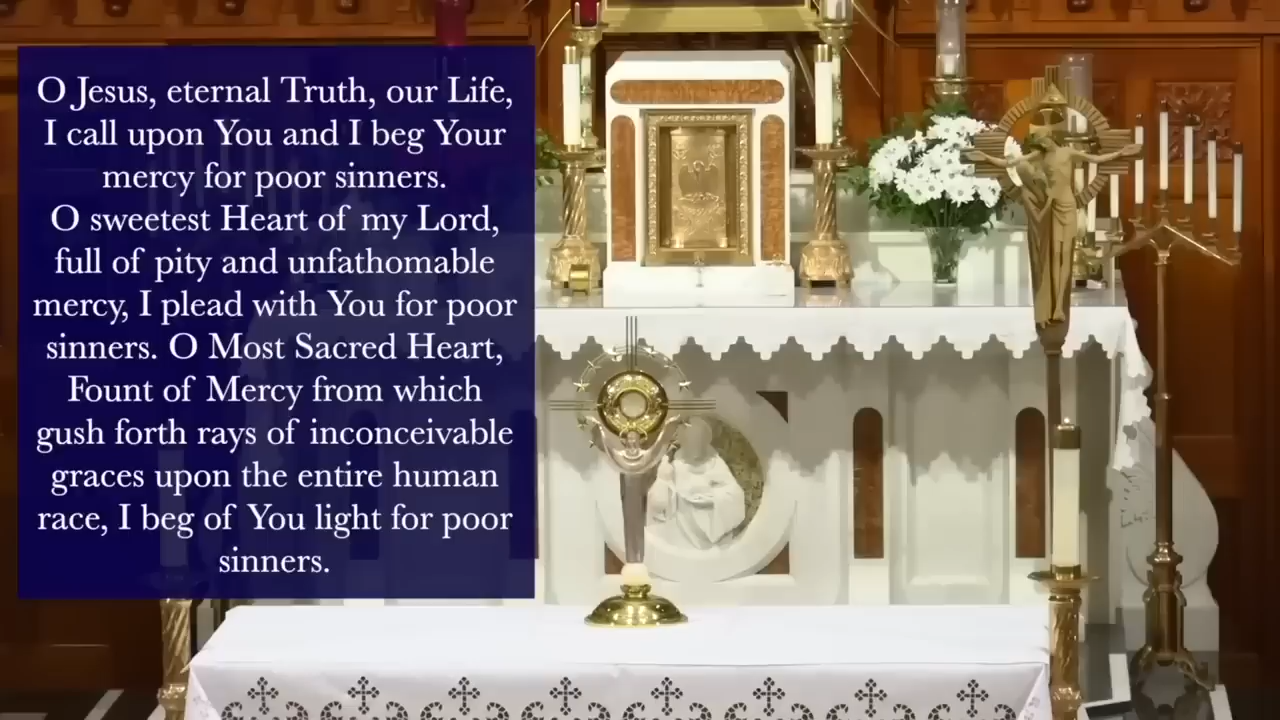 O Jesus, eternal Truth, our Life,
I call upon You and I beg Your
mercy for poor sinners.
O sweetest Heart of my Lord,
full of pity and unfathomable
mercy, I plead with You for poor
sinners. O Most Sacred Heart,
Fount of Mercy from which
gush forth rays of inconceivable
graces upon the entire human
race, I beg of You light for poor
sinners.